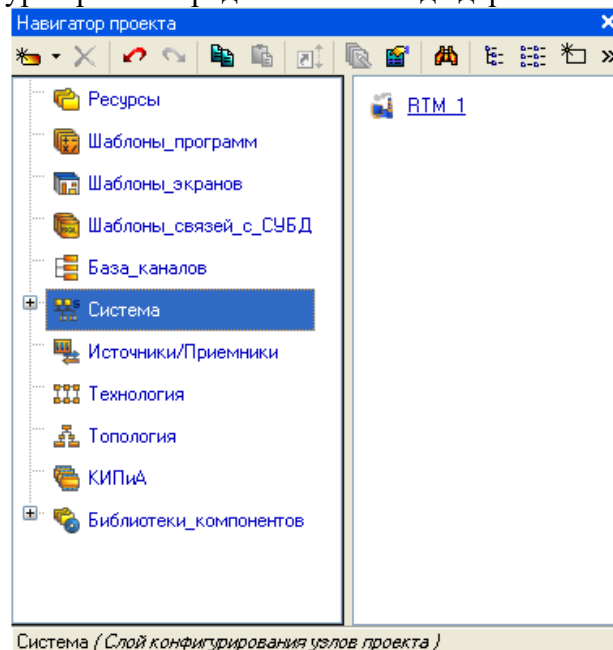 Навигатор проекта
Ресурсы
RTM_1
Шаблоны_программ
Шаблоны_экранов
Шаблоны_связей_с_СУБД
База_каналов
Система
Источники/Приемники
Технология
Топология
КИПиА
Библиотеки_компонентов
Система ( Слой конфигурирования узлов проекта )